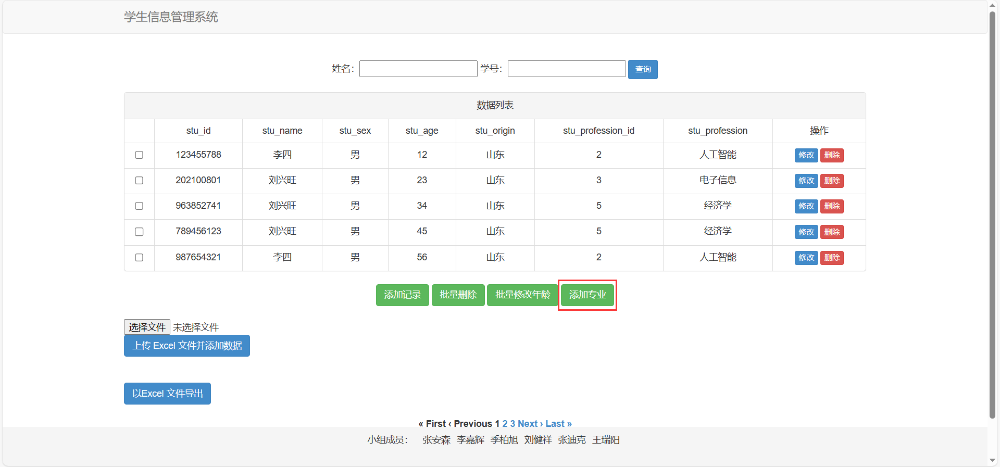 学生信息管理系统
姓名： 学号： 查询
数据列表
stu_id stu_name stu_sex stu_age stu_origin stu_profession_id stu_profession 操作
123455788 李四 男 12 山东 2 人工智能 修改 删除
202100801 刘兴旺 男 23 山东 3 电子信息 修改 删除
963852741 刘兴旺 男 34 山东 5 经济学 修改 删除
789456123 刘兴旺 男 45 山东 5 经济学 修改 删除
987654321 李四 男 56 山东 2 人工智能 修改 删除
添加记录 批量删除 批量修改年龄 添加专业
选择文件 未选择文件
上传 Excel 文件并添加数据
以Excel 文件导出
« First ‹ Previous 1 2 3 Next › Last »
小组成员： 张安森 李嘉辉 季柏旭 刘健祥 张迪克 王瑞阳